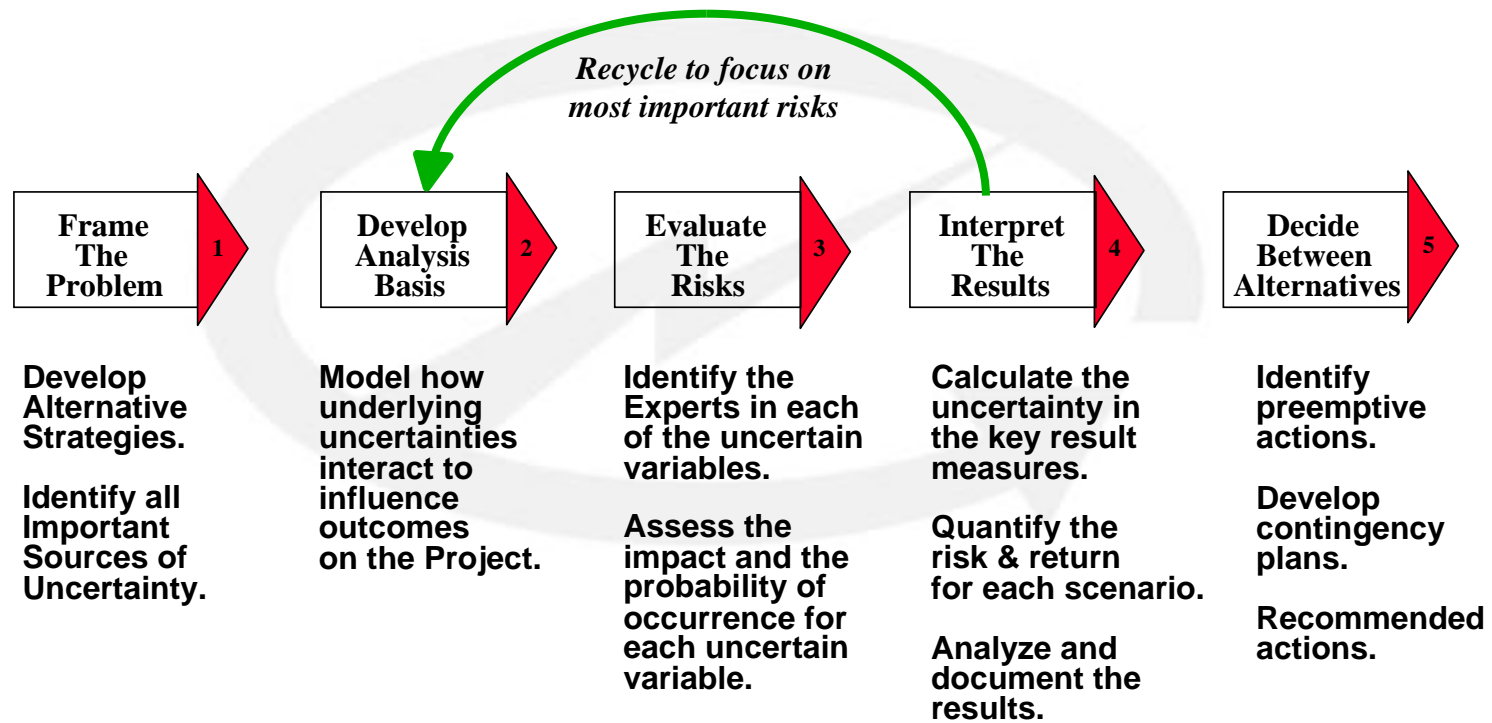 Recycle to focus on
most important risks
Frame
The
Problem
1
Develop
Analysis
Basis
2
Evaluate
The
Risks
3
Interpret
The
Results
4
Decide
Between
Alternatives
5
Develop
Alternative
Strategies.
Identify all
Important
Sources of
Uncertainty.
Model how
underlying
uncertainties
interact to
influence
outcomes
on the Project.
Identify the
Experts in each
of the uncertain
variables.
Assess the
impact and the
probability of
occurrence for
each uncertain
variable.
Calculate the
uncertainty in
the key result
measures.
Quantify the
risk & return
for each scenario.
Analyze and
document the
results.
Identify
preemptive
actions.
Develop
contingency
plans.
Recommended
actions.